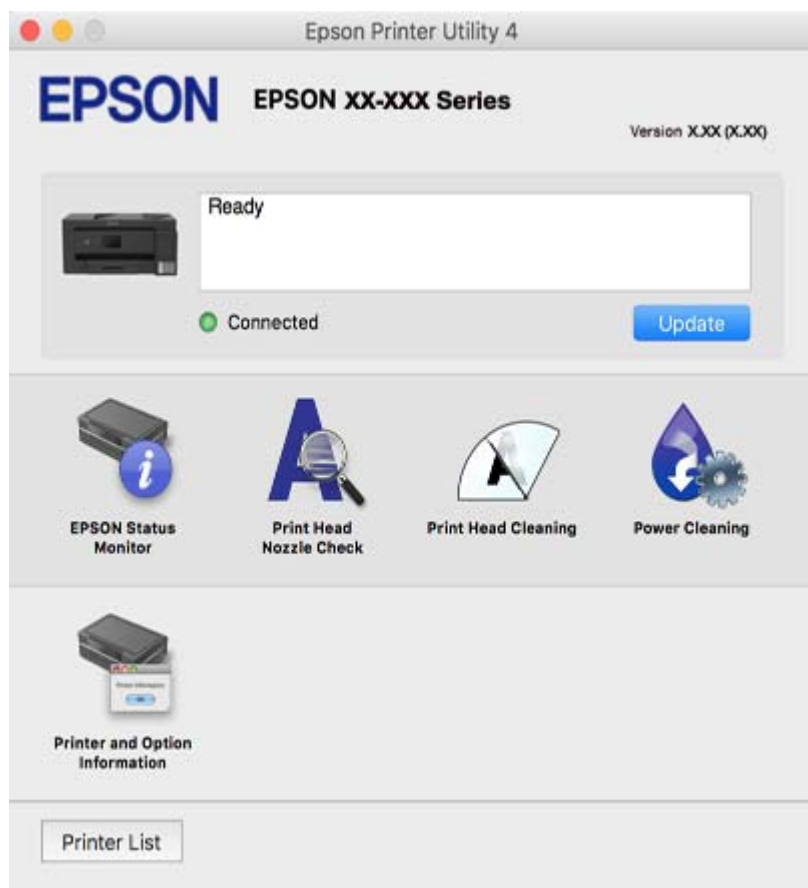 Epson Printer Utility 4
EPSON
EPSON XX-XXX Series
Version X.XX (X.XX)
Ready
Connected
Update
EPSON Status
Monitor
Print Head
Nozzle Check
Print Head Cleaning
Power Cleaning
Printer and Option
Information
Printer List